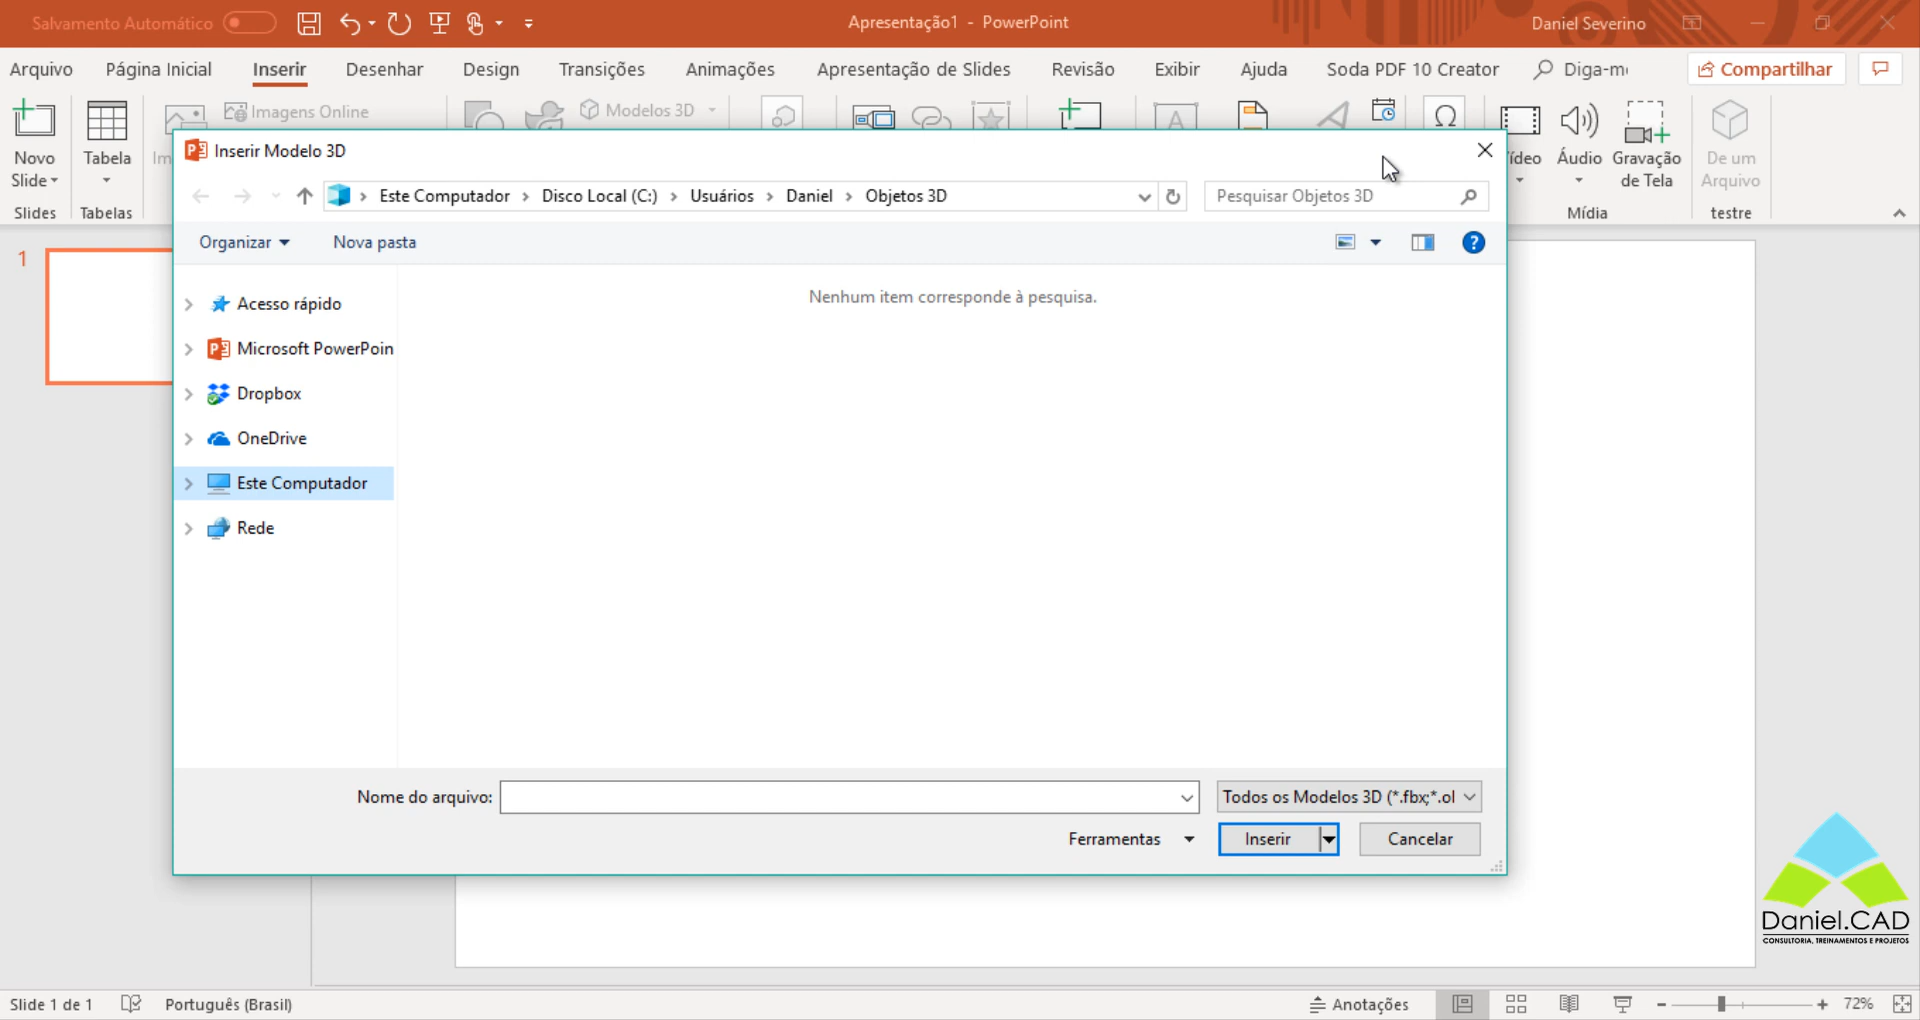 Salvamento Automático
Apresentação1 - PowerPoint
Daniel Severino
Arquivo Página Inicial Inserir Desenhar Design Transições Animações Apresentação de Slides Revisão Exibir Ajuda Soda PDF 10 Creator Diga-m
Compartilhar
Imagens Online
Modelos 3D
Novo
Slide
Slides
Tabela
Tabelas
Áudio
Gravação
de Tela
Mídia
De um
Arquivo
testre
Inserir Modelo 3D
Este Computador > Disco Local (C:) > Usuários > Daniel > Objetos 3D
Pesquisar Objetos 3D
Organizar Nova pasta
Nenhum item corresponde à pesquisa.
Acesso rápido
Microsoft PowerPoin
Dropbox
OneDrive
Este Computador
Rede
Nome do arquivo:
Todos os Modelos 3D (*.fbx;*.ol
Ferramentas
Inserir
Cancelar
1
Daniel.CAD
CONSULTORIA, TREINAMENTOS E PROJETOS
Slide 1 de 1
Português (Brasil)
Anotações
72%